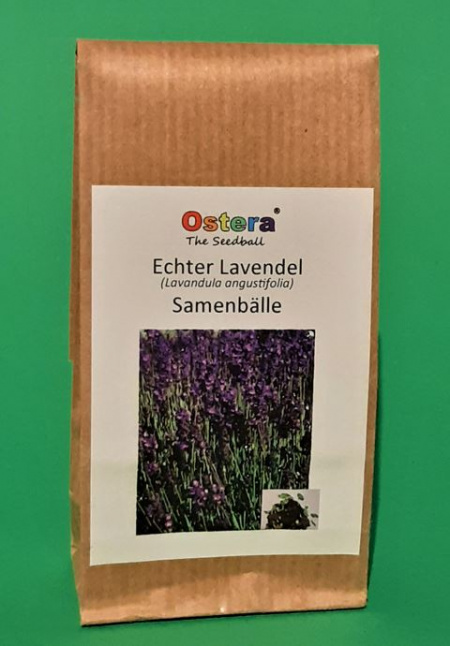 Ostera®
The Seedball
Echter Lavendel
(Lavandula angustifolia)
Samenbälle